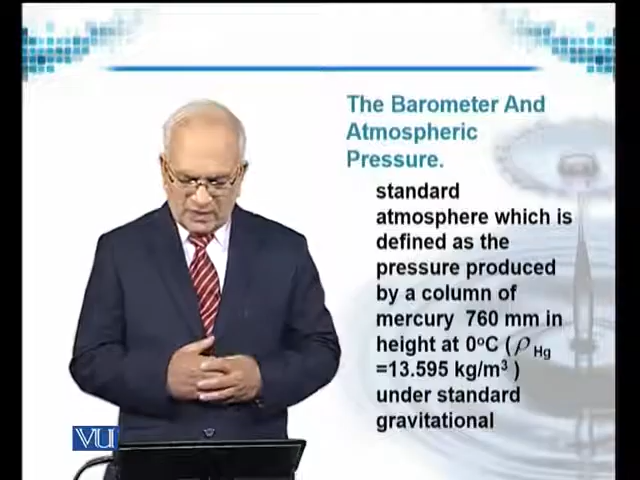 The Barometer And
Atmospheric
Pressure.
standard
atmosphere which is
defined as the
pressure produced
by a column of
mercury 760 mm in
height at 0°C (ρ Hg
=13.595 kg/m³ )
under standard
gravitational
VU